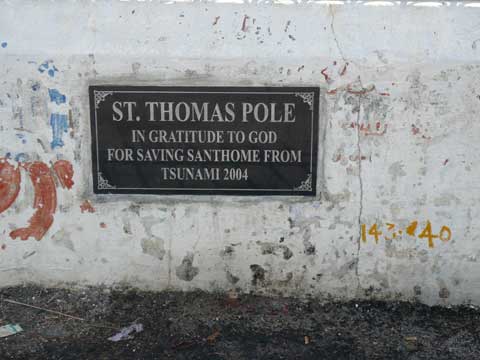 ST. THOMAS POLE
IN GRATITUDE TO GOD
FOR SAVING SANTHOME FROM
TSUNAMI 2004